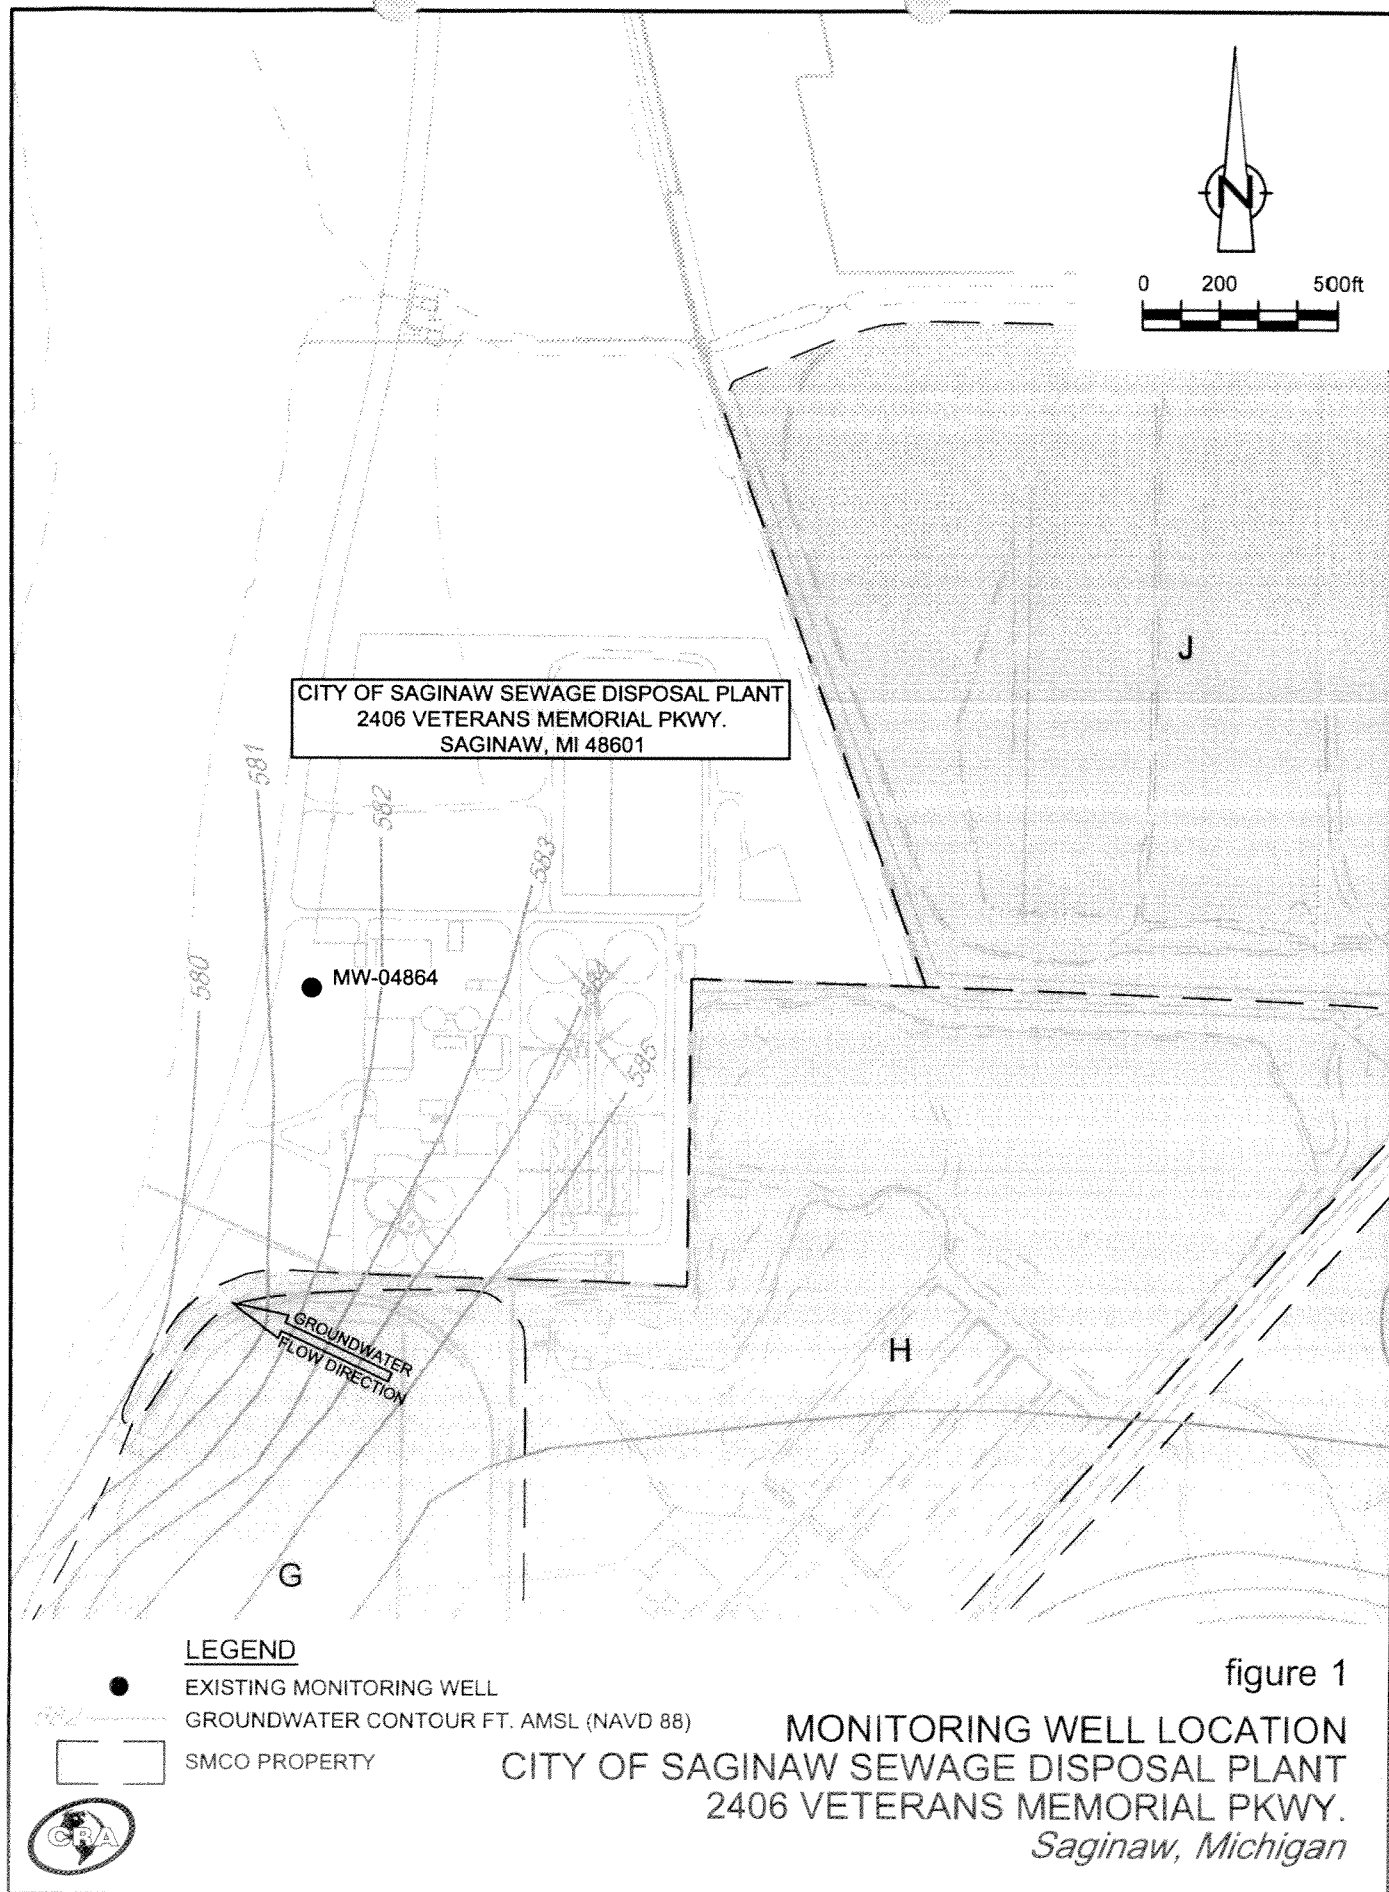 N
0 200 500ft
J
CITY OF SAGINAW SEWAGE DISPOSAL PLANT
2406 VETERANS MEMORIAL PKWY.
SAGINAW, MI 48601
581
582
583
580
MW-04864
584
585
GROUNDWATER
FLOW DIRECTION
H
G
LEGEND
EXISTING MONITORING WELL
582 GROUNDWATER CONTOUR FT. AMSL (NAVD 88)
SMCO PROPERTY
CRA
figure 1
MONITORING WELL LOCATION
CITY OF SAGINAW SEWAGE DISPOSAL PLANT
2406 VETERANS MEMORIAL PKWY.
Saginaw, Michigan